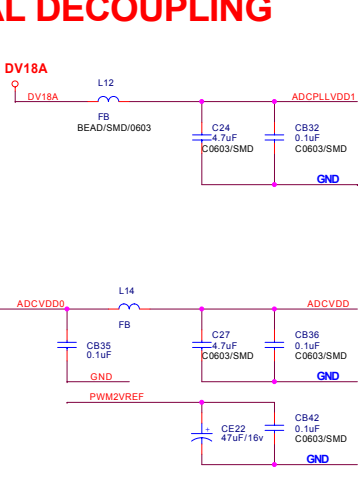 AL DECOUPLING
DV18A
L12
DV18A
ADCPLLVDD1
FB
BEAD/SMD/0603
C24
4.7uF
C0603/SMD
CB32
0.1uF
C0603/SMD
GND
L14
ADCVDD0
ADCVDD
FB
CB35
0.1uF
C27
4.7uF
C0603/SMD
CB36
0.1uF
C0603/SMD
GND
GND
PWM2VREF
CE22
47uF/16v
+
CB42
0.1uF
C0603/SMD
GND